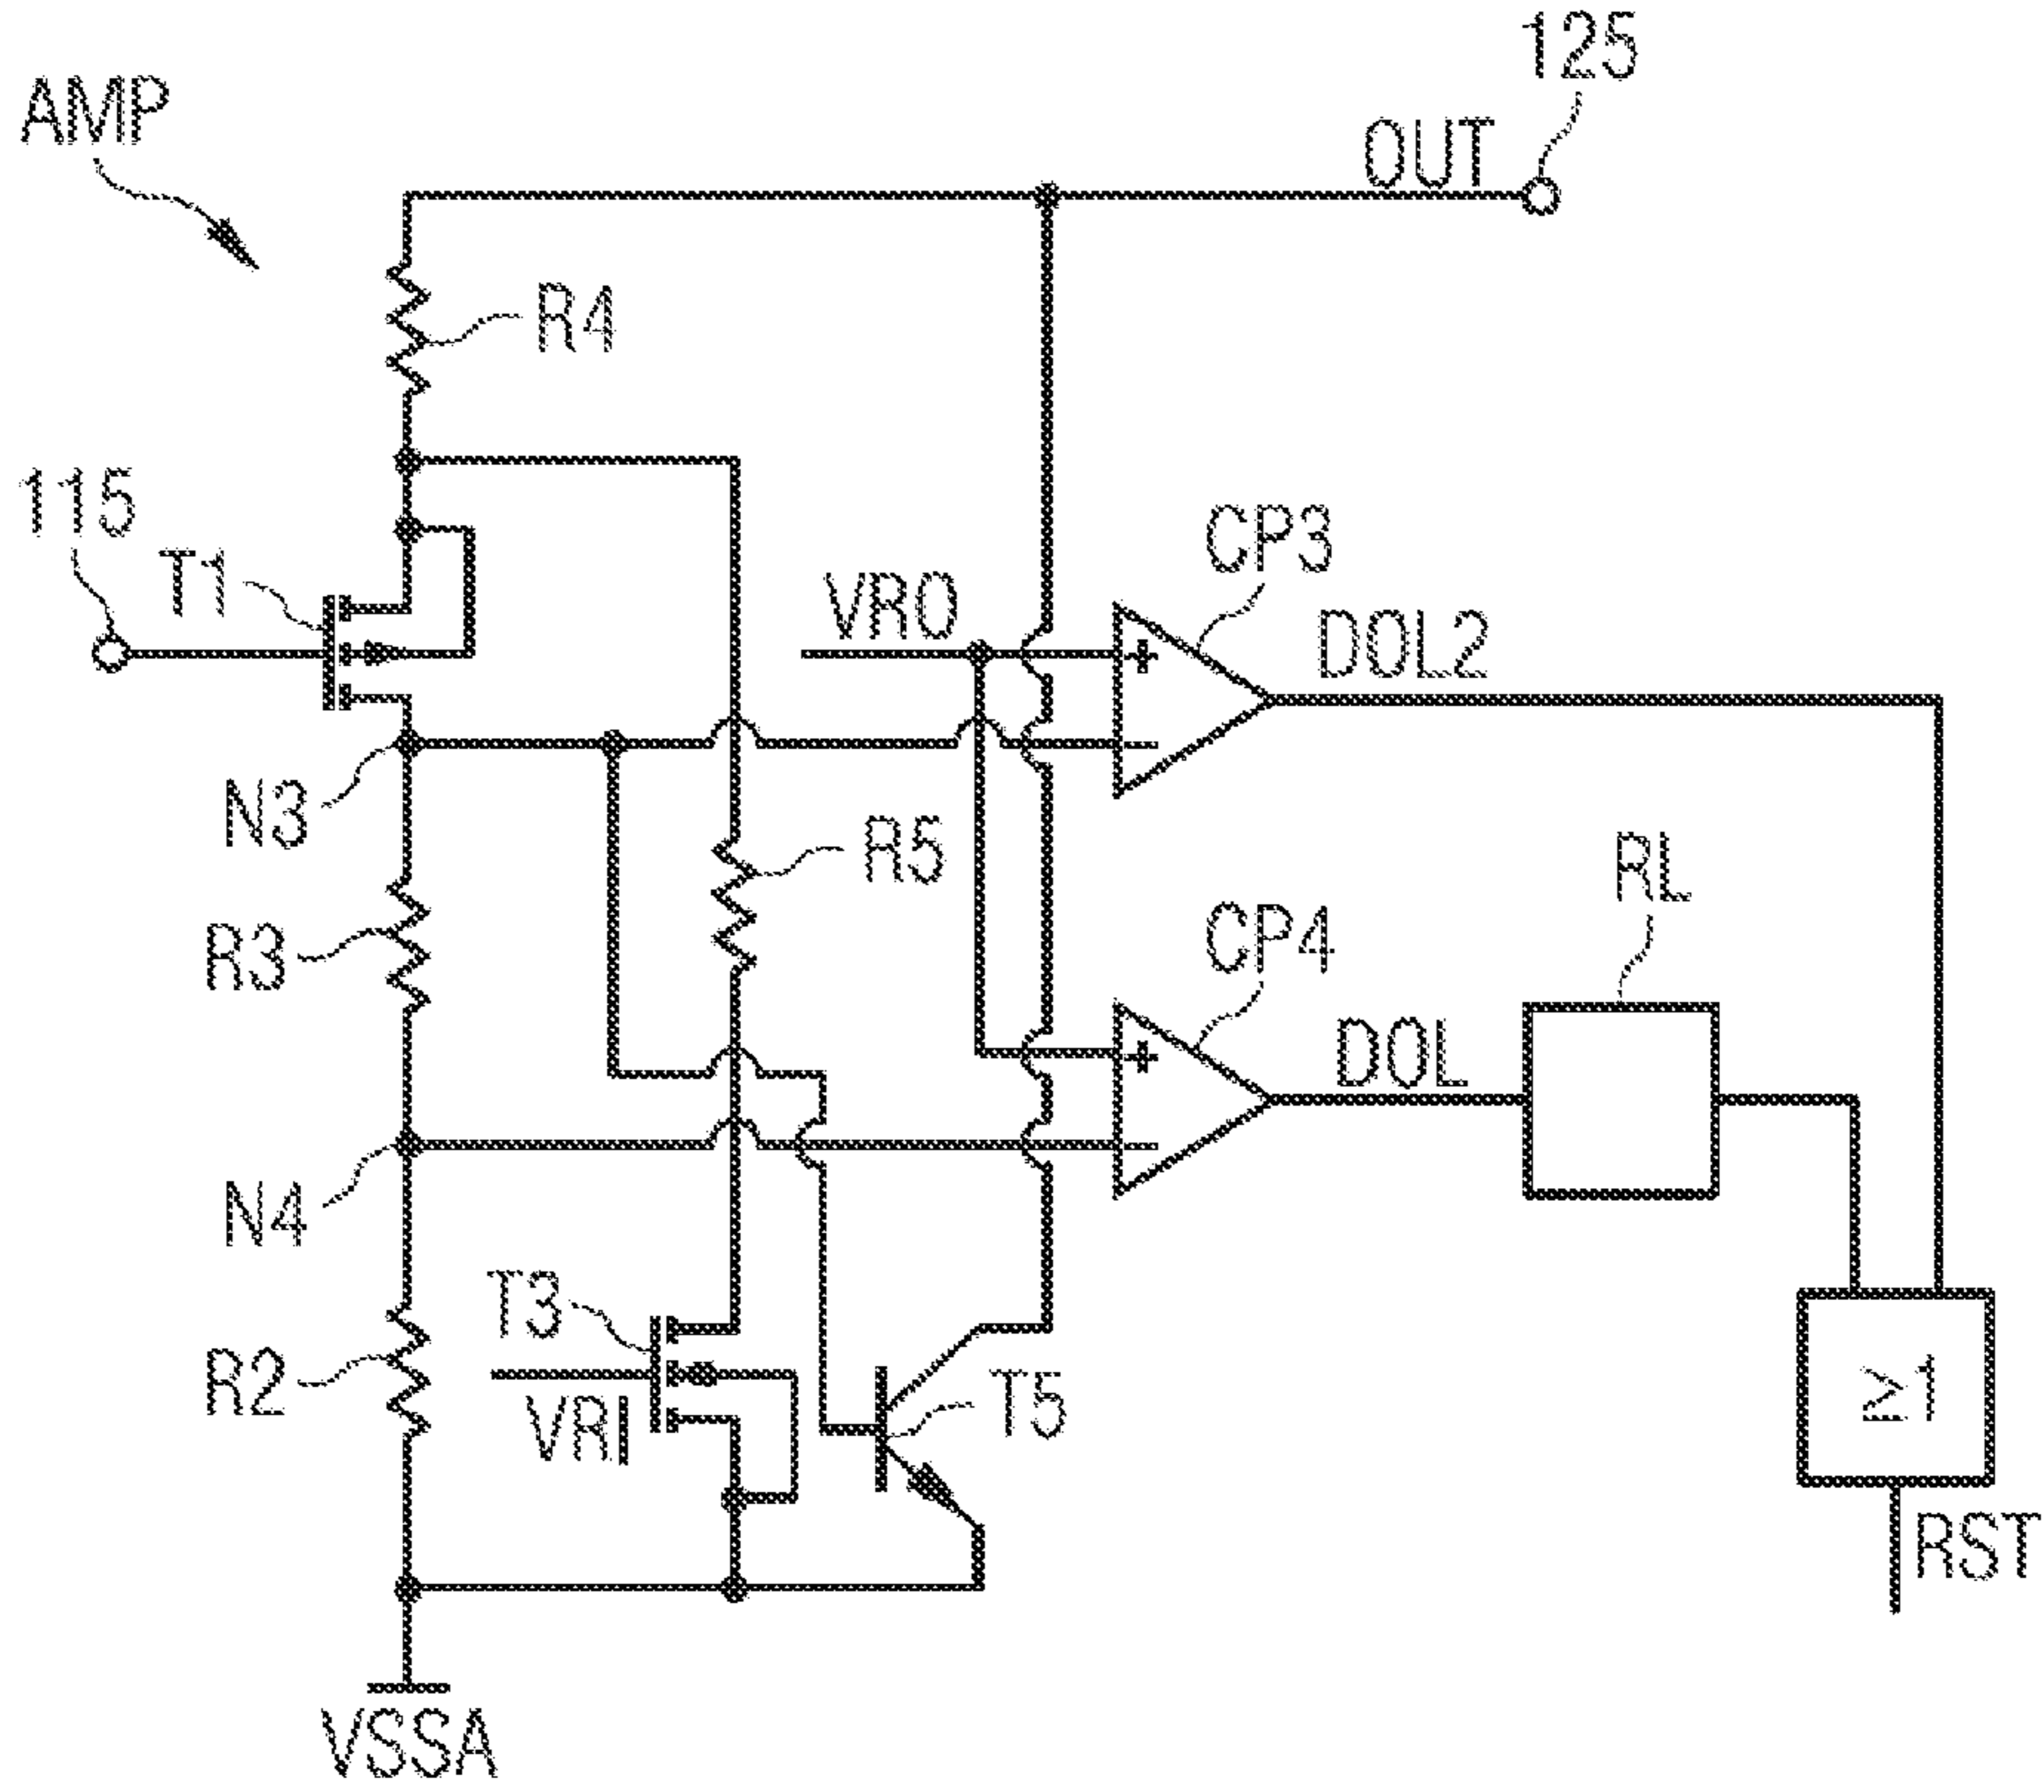 125
AMP
OUT
R4
115
T1
CP3
VRO
+
DOL2
-
N3
R5
RL
R3
CP4
+
DOL
-
N4
T3
R2
VRI
T5
≥1
RST
VSSA